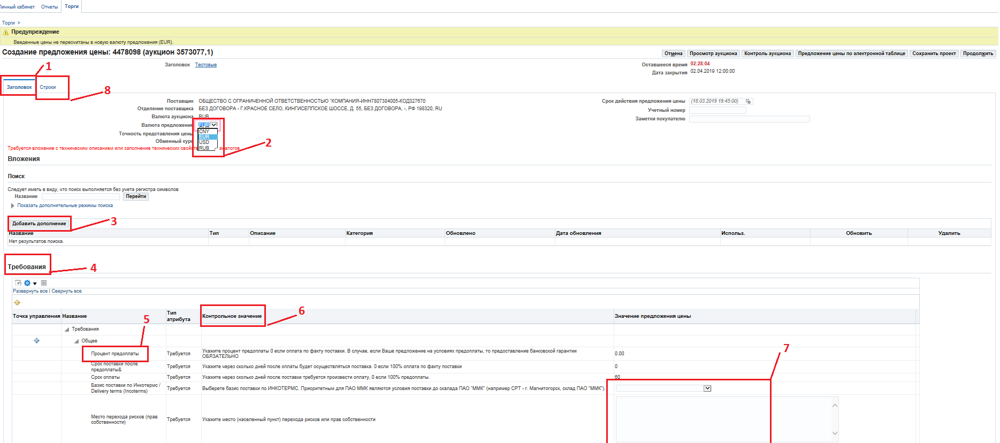 Личный кабинет Отчеты Торги
Торги >
Предупреждение
Введенные цены не пересчитаны в новую валюту предложения (EUR).
Создание предложения цены: 4478098 (аукцион 3573077,1)
Отмена Просмотр аукциона Контроль аукциона Предложение цены по электронной таблице Сохранить проект Продолжить
Заголовок Тестовые
Оставшееся время 02:28:04
Дата закрытия 02.04.2019 12:00:00
1
Заголовок Строки
8
Поставщик ОБЩЕСТВО С ОГРАНИЧЕННОЙ ОТВЕТСТВЕННОСТЬЮ "КОМПАНИЯ-ИНН7807384005-КОД327670
Отделение поставщика БЕЗ ДОГОВОРА - Г.КРАСНОЕ СЕЛО, КИНГИСЕППСКОЕ ШОССЕ, Д. 55, БЕЗ ДОГОВОРА, -, РФ 198320, RU
Валюта аукциона RUB
Валюта предложения EUR
RUB
CNY
EUR
USD
RUB
Точность представления цены
Обменный курс
2
Срок действия предложения цены (18.03.2019 19:45:00)
Учетный номер
Заметки покупателю
Требуется вложение с техническим описанием или заполнение технических свойств аналогов
Вложения
Поиск
Следует иметь в виду, что поиск выполняется без учета регистра символов
Название Перейти
Показать дополнительные режимы поиска
Добавить дополнение
3
Название Тип Описание Категория Обновлено Дата обновления Использ. Обновить Удалить
Нет результатов поиска.
Требования
4
Развернуть все | Свернуть все
5
6
Точка управления Название Тип атрибута Контрольное значение Значение предложения цены
Требования
Общее
Процент предоплаты Требуется Укажите процент предоплаты 0 если оплата по факту поставки. В случае, если Ваше предложение на условиях предоплаты, то предоставление банковской гарантии
ОБЯЗАТЕЛЬНО 0.00
7
Срок поставки после
предоплаты& Требуется Укажите через сколько дней после оплаты будет осуществляться поставка. 0 если 100% оплата по факту поставки 0
Срок оплаты Требуется Укажите через сколько дней после поставки требуется произвести оплату, 0 если 100% предоплаты. 60
Базис поставки по Инкотермс /
Delivery terms (Incoterms) Требуется Выберете базис поставки по ИНКОТЕРМС. Приоритетным для ПАО ММК являются условия поставки до скалада ПАО "ММК" (например CPT - г. Магнитогорск, склад ПАО "ММК").
Место перехода рисков (прав
собственности) Требуется Укажите место (населенный пункт) перехода рисков или прав собственности